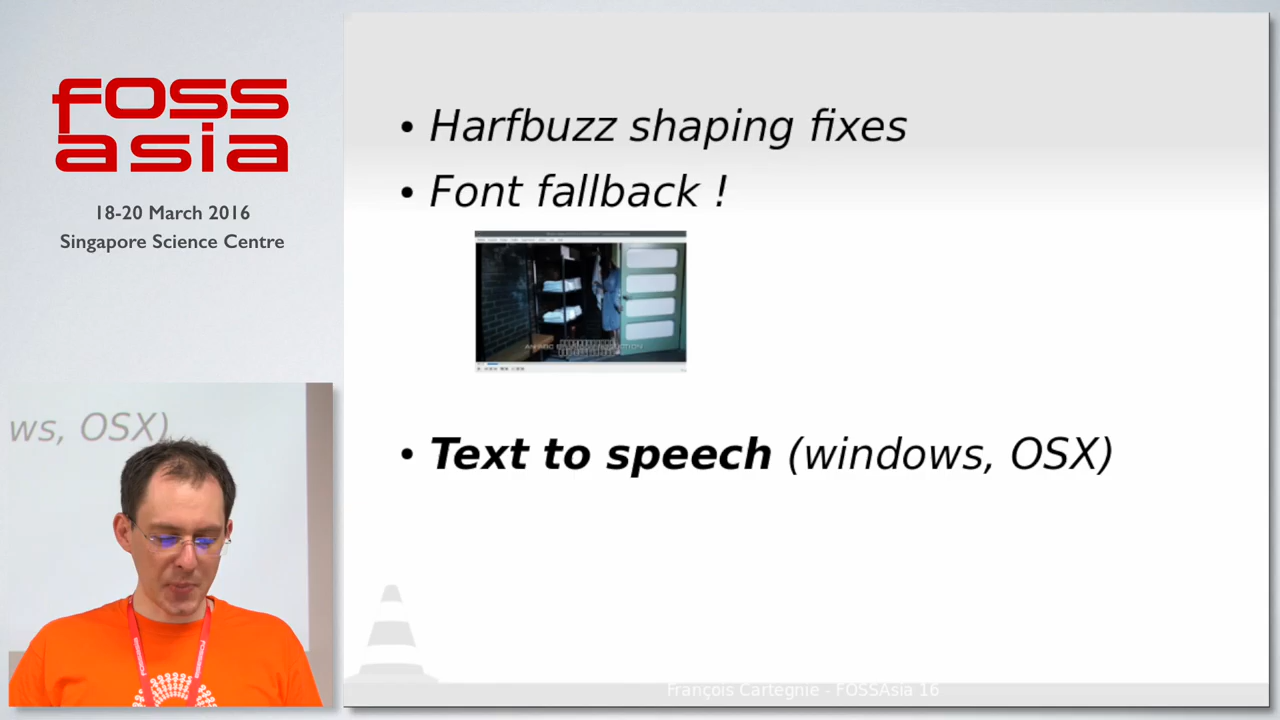 foss
asia
18-20 March 2016
Singapore Science Centre
• Harfbuzz shaping fixes
• Font fallback !
• Text to speech (windows, OSX)
ws, OSX)
François Cartegnie - FOSSAsia 16